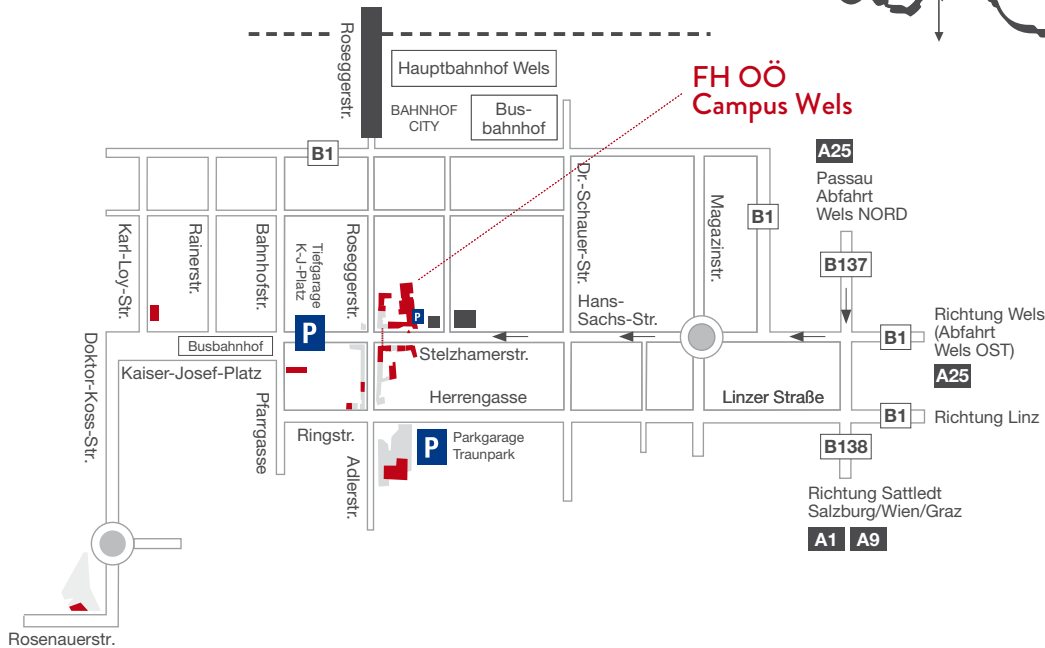 Roseggerstr.
Hauptbahnhof Wels
BAHNHOF
CITY
Bus-
bahnhof
FH OÖ
Campus Wels
B1
A25
Passau
Abfahrt
Wels NORD
B1
B137
Karl-Loy-Str.
Rainerstr.
Bahnhofstr.
Tiefgarage
K-J-Platz
Roseggerstr.
Dr.-Schauer-Str.
Magazinstr.
P
P
Hans-
Sachs-Str.
Richtung Wels
(Abfahrt
Wels OST)
B1
A25
Busbahnhof
Stelzhamerstr.
Doktor-Koss-Str.
Kaiser-Josef-Platz
Pfarrgasse
Herrengasse
Linzer Straße
B1
Richtung Linz
Ringstr.
Adlerstr.
P
Parkgarage
Traunpark
B138
Richtung Sattledt
Salzburg/Wien/Graz
A1
A9
Rosenauerstr.